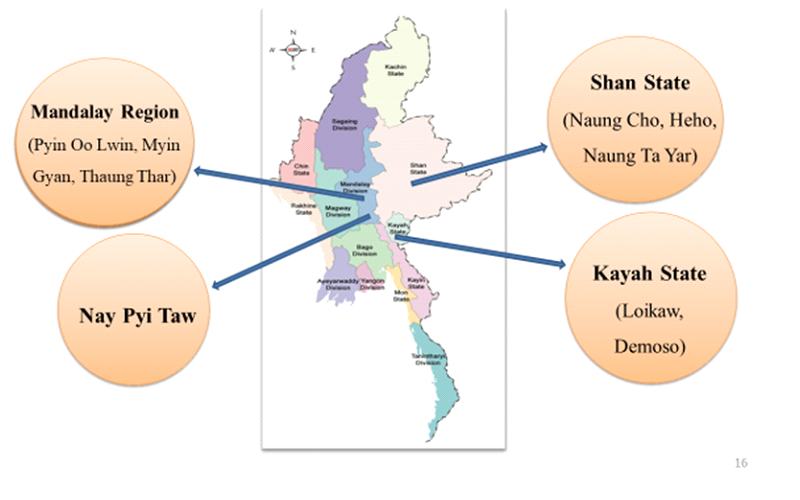 Mandalay Region
(Pyin Oo Lwin, Myin
Gyan, Thaung Thar)
Nay Pyi Taw
N
E
S
Kachin
State
Sagaing
Division
Chin
State
Shan
State
Mandalay
Division
Magway
Division
Rakhine
State
Kayah
State
Bago
Division
Ayeyarwaddy
Division
Yangon
Division
Mon
State
Kayin
State
Tanintharyi
Division
Shan State
(Naung Cho, Heho,
Naung Ta Yar)
Kayah State
(Loikaw,
Demoso)
16